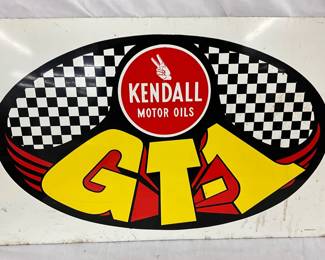 KENDALL
MOTOR OILS
GT-1